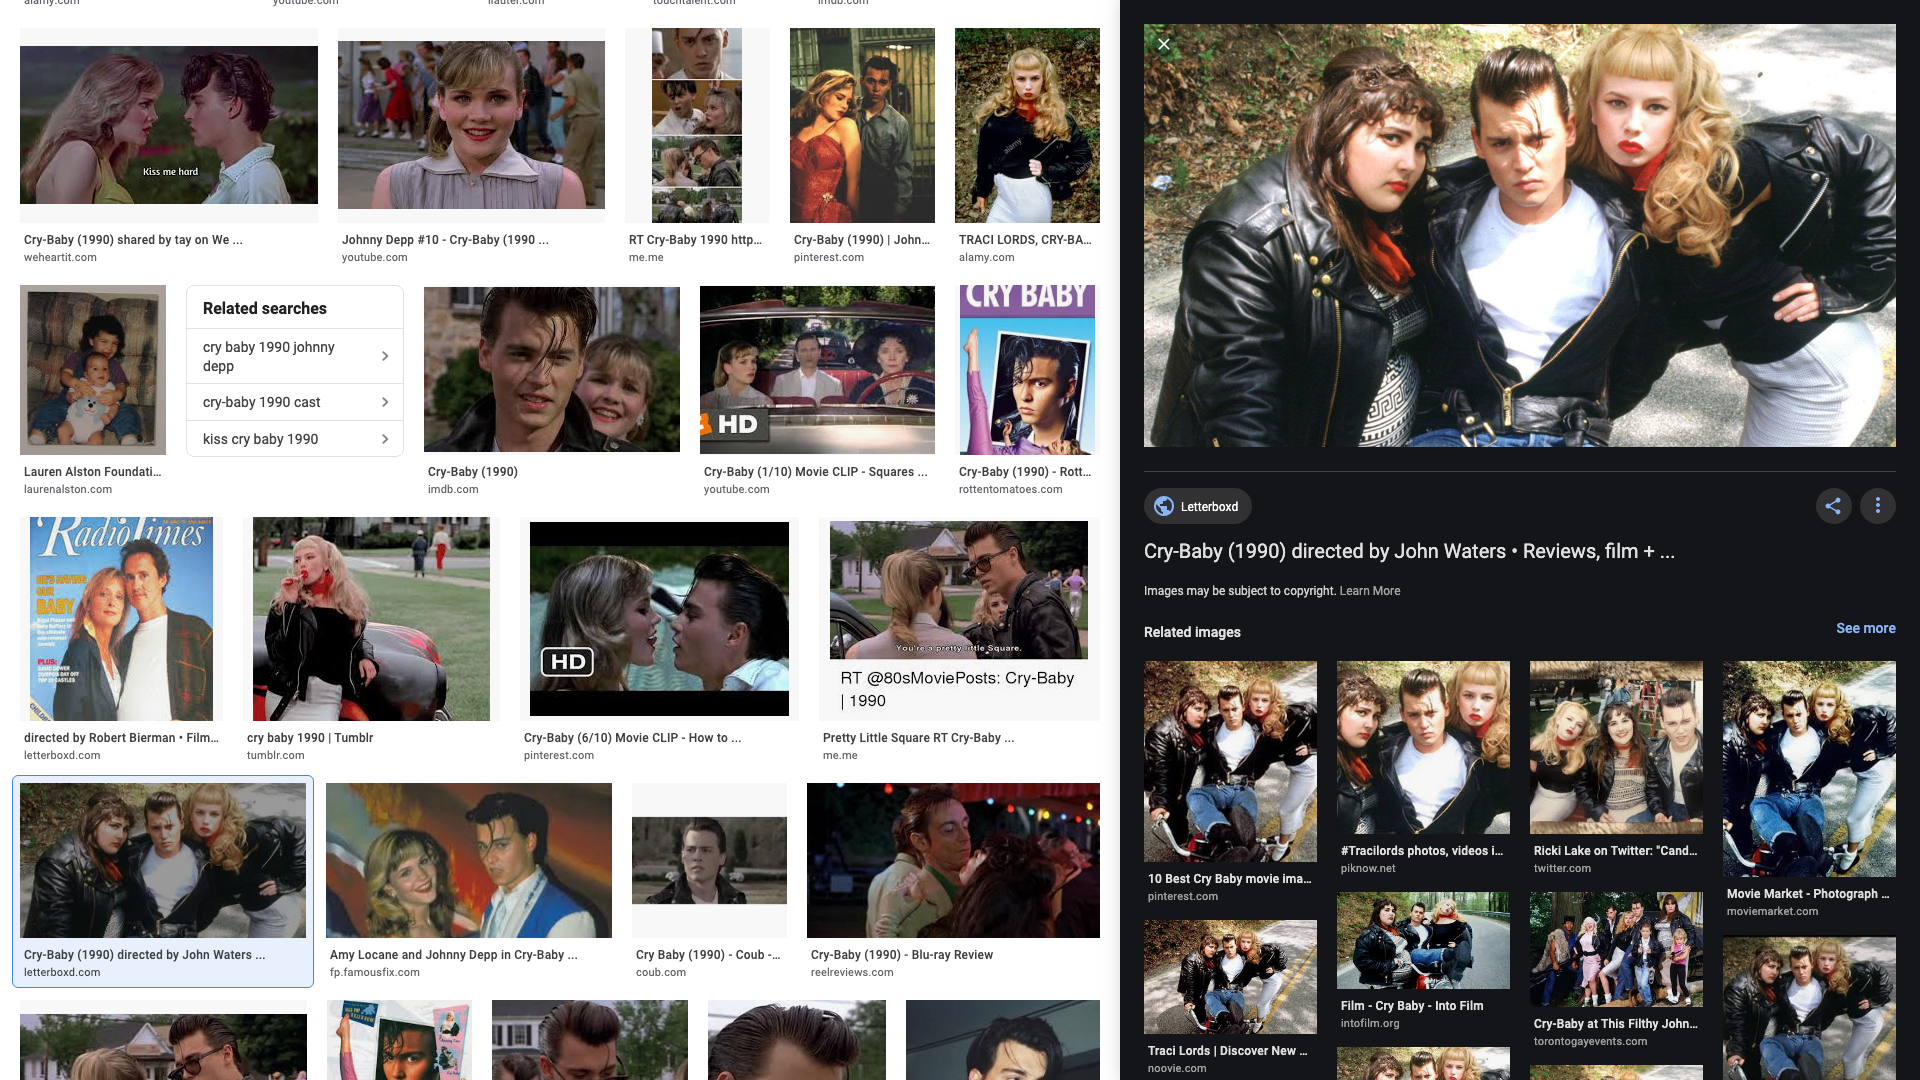 alamy.com
youtube.com
touchtalent.com
imdb.com
Kiss me hard
Cry-Baby (1990) shared by tay on We ...
weheartit.com
Johnny Depp #10 - Cry-Baby (1990 ...
youtube.com
RT Cry-Baby 1990 http...
me.me
Cry-Baby (1990) | John...
pinterest.com
alamy
TRACI LORDS, CRY-BA...
alamy.com
Lauren Alston Foundati...
laurenalston.com
Related searches
cry baby 1990 johnny
depp
cry-baby 1990 cast
kiss cry baby 1990
Cry-Baby (1990)
imdb.com
HD
Cry-Baby (1/10) Movie CLIP - Squares ...
youtube.com
CRY BABY
Cry-Baby (1990) - Rott...
rottentomatoes.com
RadioTimes
HE'S HAVING
OUR
BABY
PLUS:
directed by Robert Bierman • Film...
letterboxd.com
cry baby 1990 | Tumblr
tumblr.com
HD
Cry-Baby (6/10) Movie CLIP - How to ...
pinterest.com
You're a pretty little Square.
RT @80sMoviePosts: Cry-Baby
| 1990
Pretty Little Square RT Cry-Baby ...
me.me
Cry-Baby (1990) directed by John Waters ...
letterboxd.com
Amy Locane and Johnny Depp in Cry-Baby ...
fp.famousfix.com
Cry Baby (1990) - Coub -...
coub.com
Cry-Baby (1990) - Blu-ray Review
reelreviews.com
Letterboxd
Cry-Baby (1990) directed by John Waters • Reviews, film + ...
Images may be subject to copyright. Learn More
Related images
See more
10 Best Cry Baby movie ima...
pinterest.com
#Tracilords photos, videos i...
piknow.net
Ricki Lake on Twitter: "Cand...
twitter.com
Movie Market - Photograph ...
moviemarket.com
Traci Lords | Discover New ...
noovie.com
Film - Cry Baby - Into Film
intofilm.org
Cry-Baby at This Filthy John...
torontogayevents.com